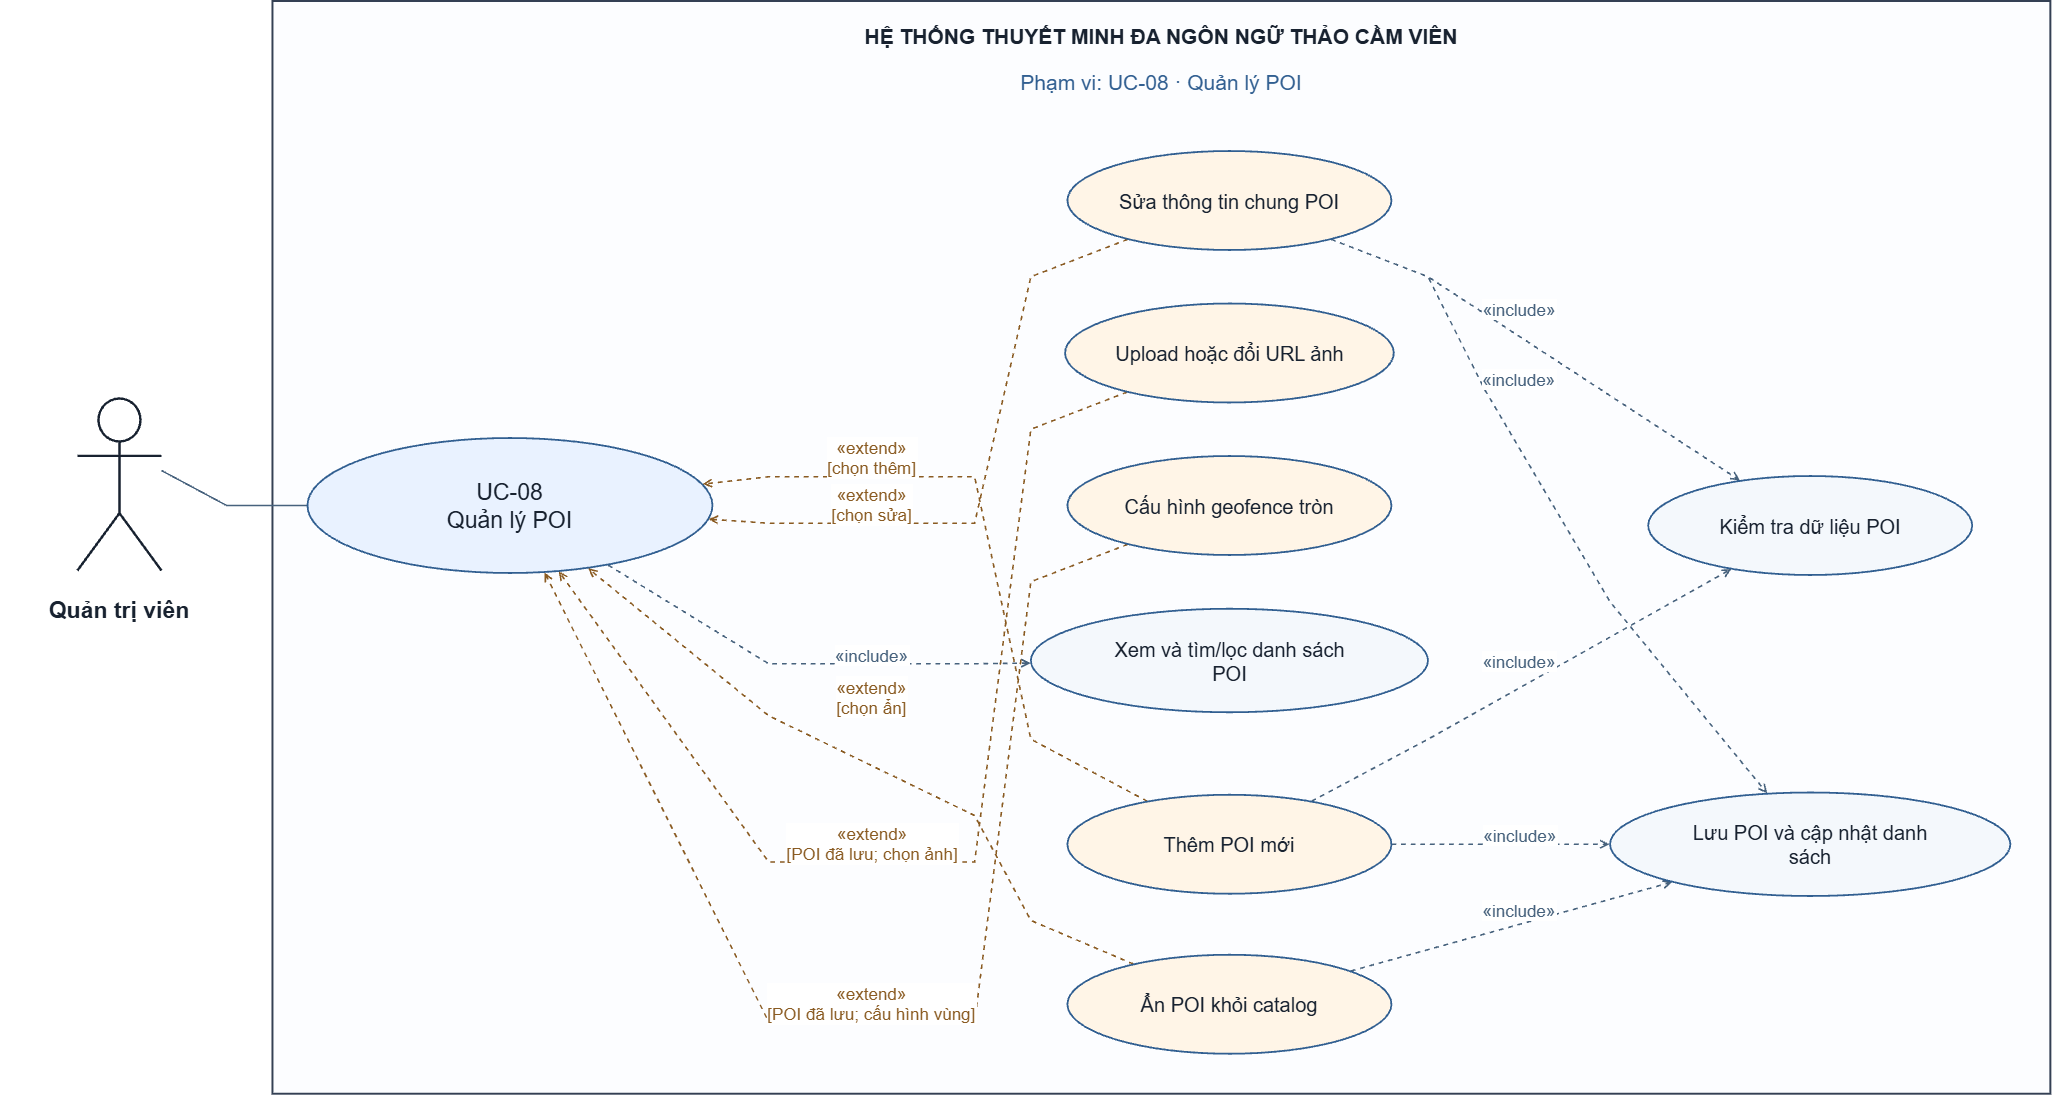 HỆ THỐNG THUYẾT MINH ĐA NGÔN NGỮ THẢO CẦM VIÊN
Phạm vi: UC-08 · Quản lý POI
Sửa thông tin chung POI
«include»
Upload hoặc đổi URL ảnh
«include»
«extend»
[chọn thêm]
«extend»
[chọn sửa]
UC-08
Quản lý POI
Cấu hình geofence tròn
Kiểm tra dữ liệu POI
Quản trị viên
«include»
Xem và tìm/lọc danh sách
POI
«include»
«extend»
[chọn ẩn]
«extend»
[POI đã lưu; chọn ảnh]
Thêm POI mới
«include»
Lưu POI và cập nhật danh
sách
«include»
«extend»
[POI đã lưu; cấu hình vùng]
Ẩn POI khỏi catalog